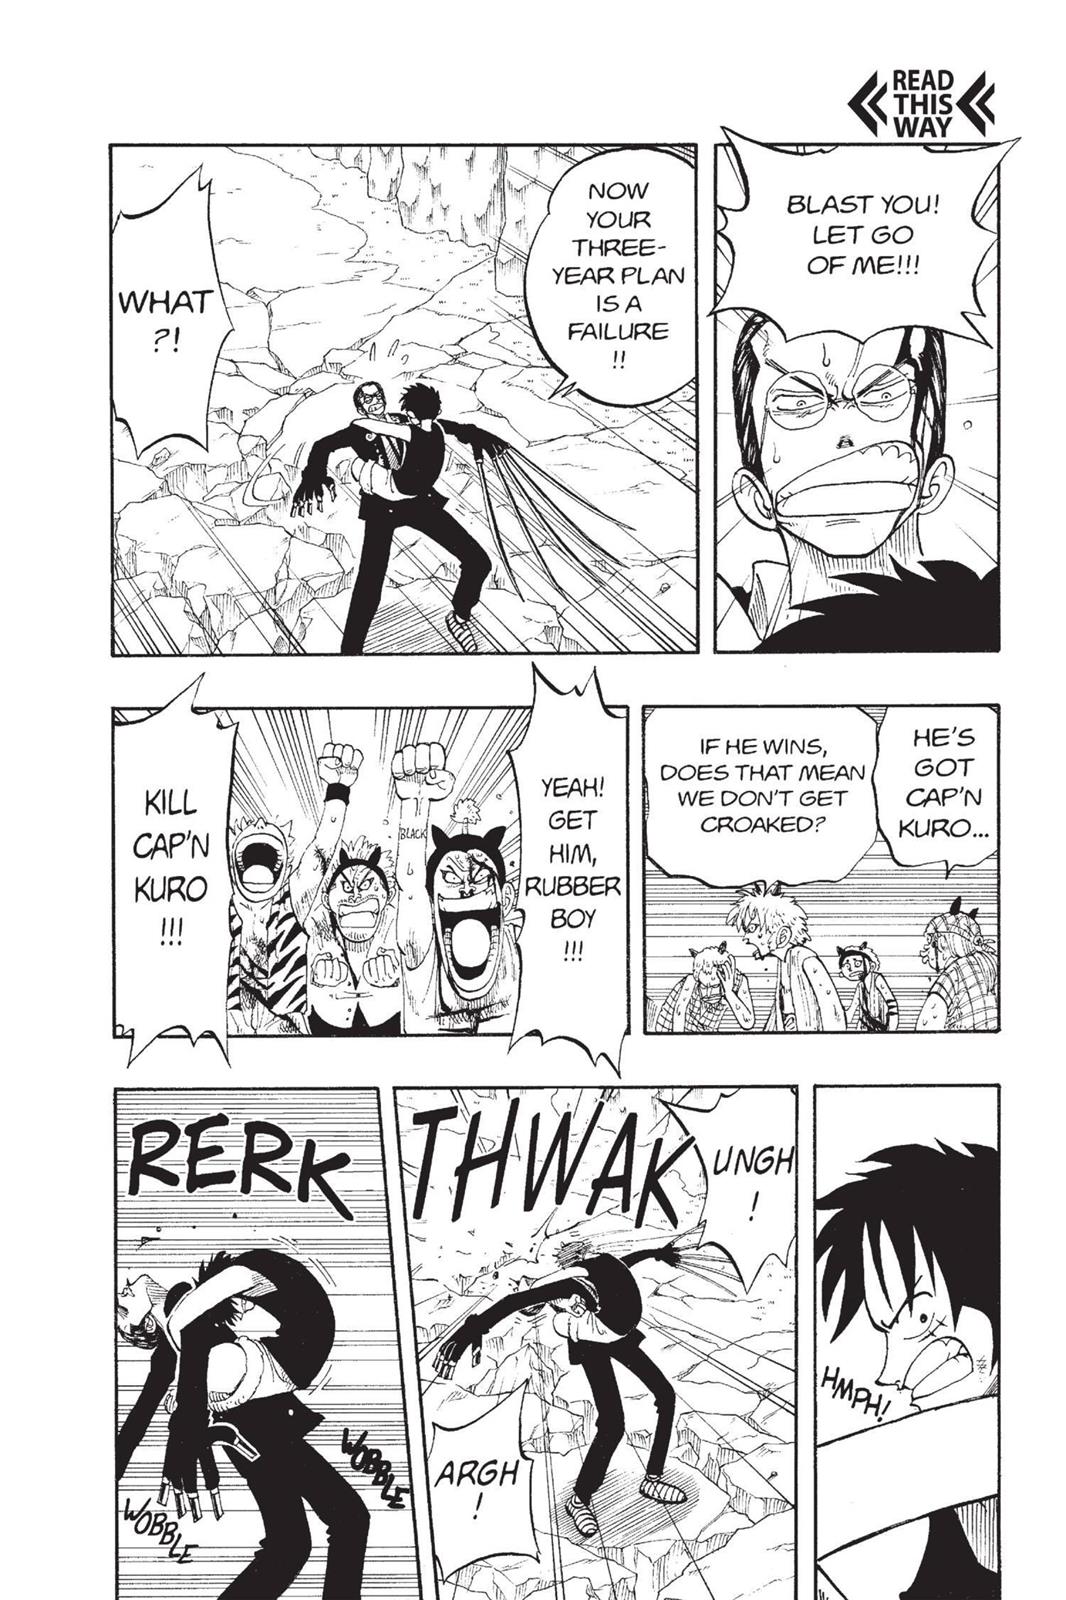 READ
THIS
WAY
BLAST YOU!
LET GO
OF ME!!!
NOW
YOUR
THREE-
YEAR PLAN
IS A
FAILURE
!!
WHAT
?!
HE'S
GOT
CAP'N
KURO...
IF HE WINS,
DOES THAT MEAN
WE DON'T GET
CROAKED?
YEAH!
GET
HIM,
RUBBER
BOY
!!!
BLACK
KILL
CAP'N
KURO
!!!
HMPH!
UNGH
!
THWAK
ARGH
!
RERK
WOBBLE
WOBBLE